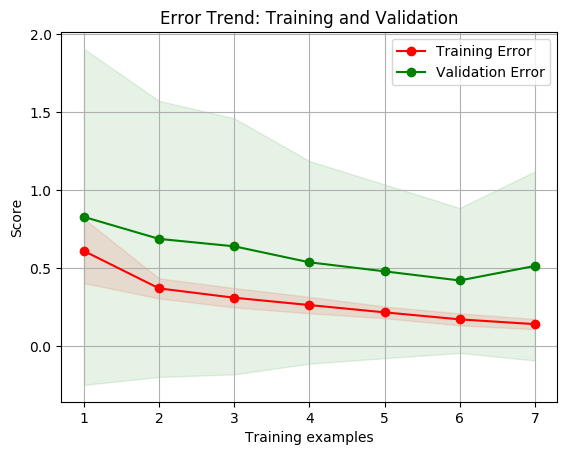 Error Trend: Training and Validation
2.0
1.5
1.0
0.5
0.0
Score
Training Error
Validation Error
1 2 3 4 5 6 7
Training examples